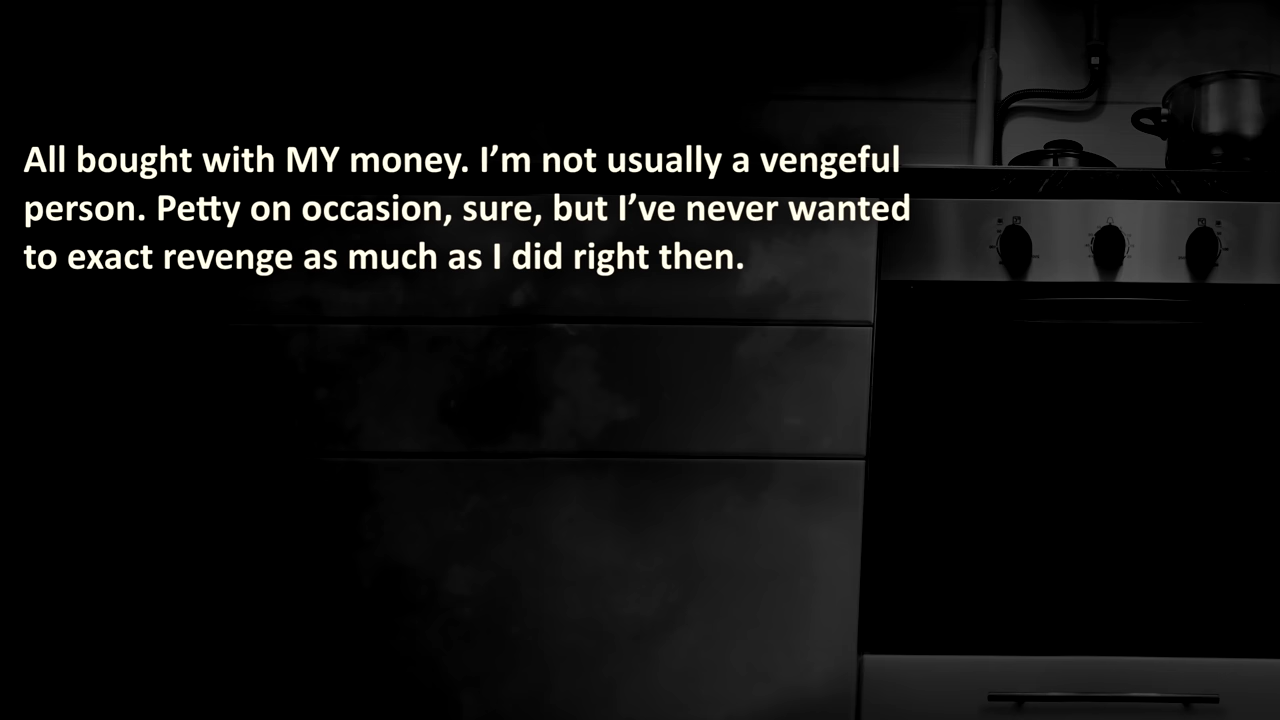 All bought with MY money. I’m not usually a vengeful
person. Petty on occasion, sure, but I’ve never wanted
to exact revenge as much as I did right then.